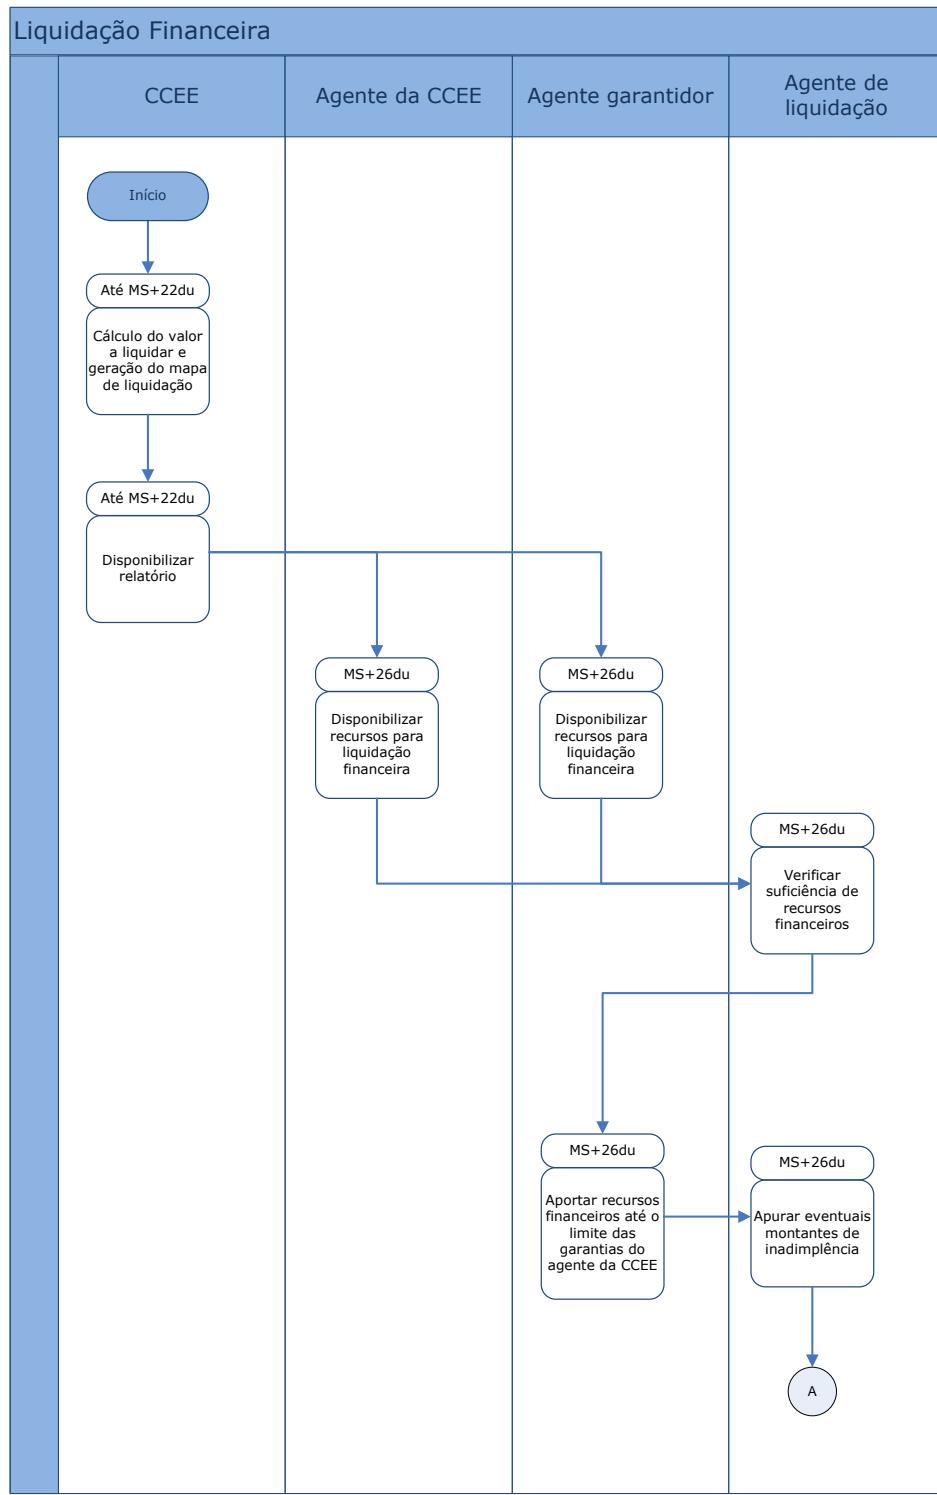 Liquidação Financeira
CCEE
Agente da CCEE
Agente garantidor
Agente de
liquidação
Início
Até MS+22du
Cálculo do valor
a liquidar e
geração do mapa
de liquidação
Até MS+22du
Disponibilizar
relatório
MS+26du
Disponibilizar
recursos para
liquidação
financeira
MS+26du
Disponibilizar
recursos para
liquidação
financeira
MS+26du
Verificar
suficiência de
recursos
financeiros
MS+26du
Aportar recursos
financeiros até o
limite das
garantias do
agente da CCEE
MS+26du
Apurar eventuais
montantes de
inadimplência
A